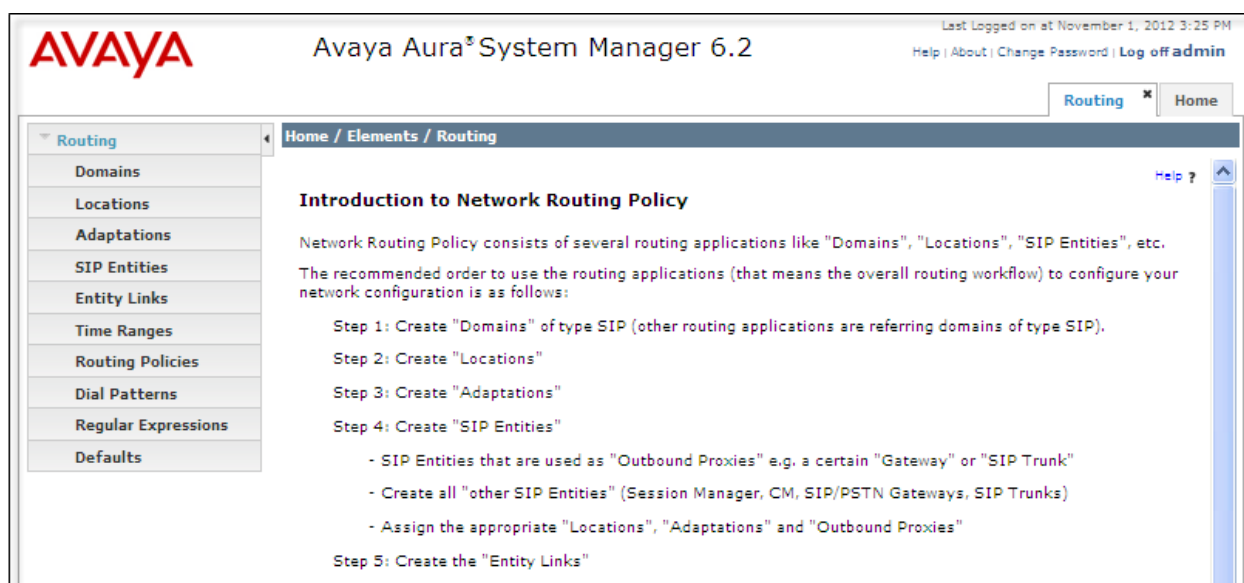 AVAYA
Avaya Aura® System Manager 6.2
Last Logged on at November 1, 2012 3:25 PM
Help | About | Change Password | Log off admin
Routing
Home
Routing
Domains
Locations
Adaptations
SIP Entities
Entity Links
Time Ranges
Routing Policies
Dial Patterns
Regular Expressions
Defaults
Home / Elements / Routing
Help ?
Introduction to Network Routing Policy
Network Routing Policy consists of several routing applications like "Domains", "Locations", "SIP Entities", etc.
The recommended order to use the routing applications (that means the overall routing workflow) to configure your
network configuration is as follows:
Step 1: Create "Domains" of type SIP (other routing applications are referring domains of type SIP).
Step 2: Create "Locations"
Step 3: Create "Adaptations"
Step 4: Create "SIP Entities"
- SIP Entities that are used as "Outbound Proxies" e.g. a certain "Gateway" or "SIP Trunk"
- Create all "other SIP Entities" (Session Manager, CM, SIP/PSTN Gateways, SIP Trunks)
- Assign the appropriate "Locations", "Adaptations" and "Outbound Proxies"
Step 5: Create the "Entity Links"